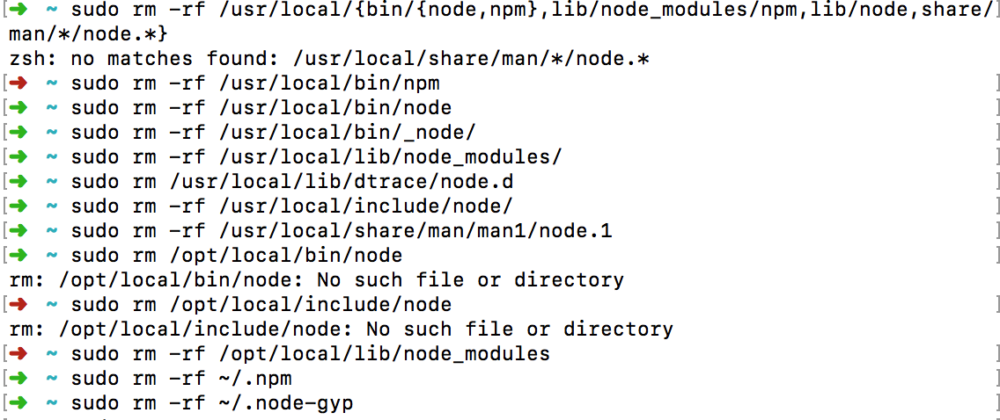 ➜ ~ sudo rm -rf /usr/local/{bin/{node,npm},lib/node_modules/npm,lib/node,share/]
man/*/node.*}
zsh: no matches found: /usr/local/share/man/*/node.*
[➜ ~ sudo rm -rf /usr/local/bin/npm ]
[➜ ~ sudo rm -rf /usr/local/bin/node ]
[➜ ~ sudo rm -rf /usr/local/bin/_node/ ]
[➜ ~ sudo rm -rf /usr/local/lib/node_modules/ ]
[➜ ~ sudo rm /usr/local/lib/dtrace/node.d ]
[➜ ~ sudo rm -rf /usr/local/include/node/ ]
[➜ ~ sudo rm -rf /usr/local/share/man/man1/node.1 ]
[➜ ~ sudo rm /opt/local/bin/node ]
rm: /opt/local/bin/node: No such file or directory
[➜ ~ sudo rm /opt/local/include/node ]
rm: /opt/local/include/node: No such file or directory
[➜ ~ sudo rm -rf /opt/local/lib/node_modules ]
[➜ ~ sudo rm -rf ~/.npm ]
[➜ ~ sudo rm -rf ~/.node-gyp ]